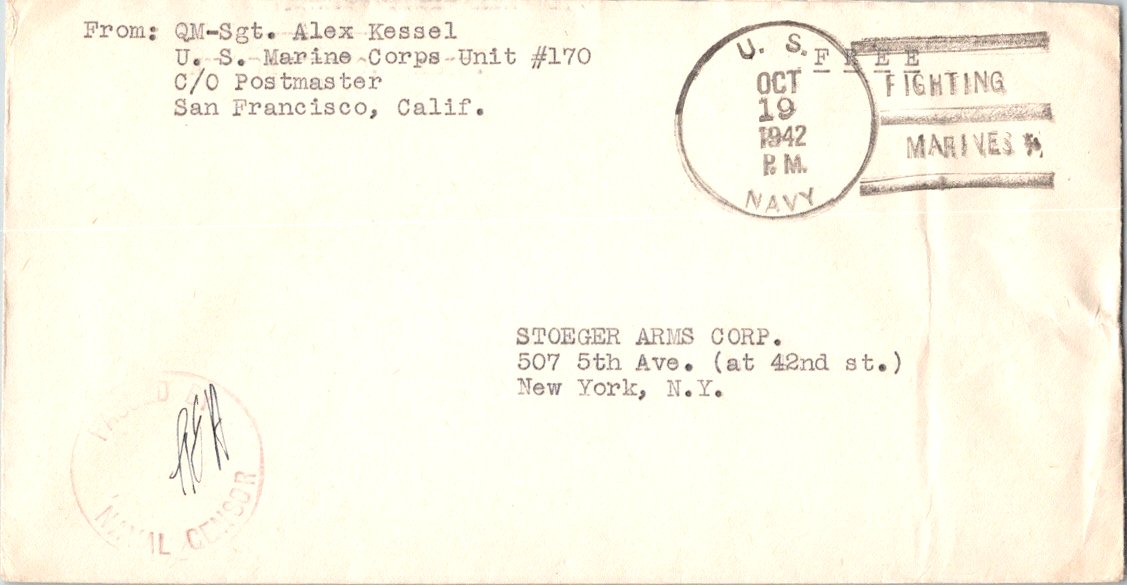 From: QM-Sgt. Alex Kessel
U. S. Marine Corps Unit #170
C/O Postmaster
San Francisco, Calif.
U. S.
OCT
19
1942
P.M.
NAVY
FREE
FIGHTING
MARINES
STOEGER ARMS CORP.
507 5th Ave. (at 42nd st.)
New York, N.Y.
NAVAL CENSOR